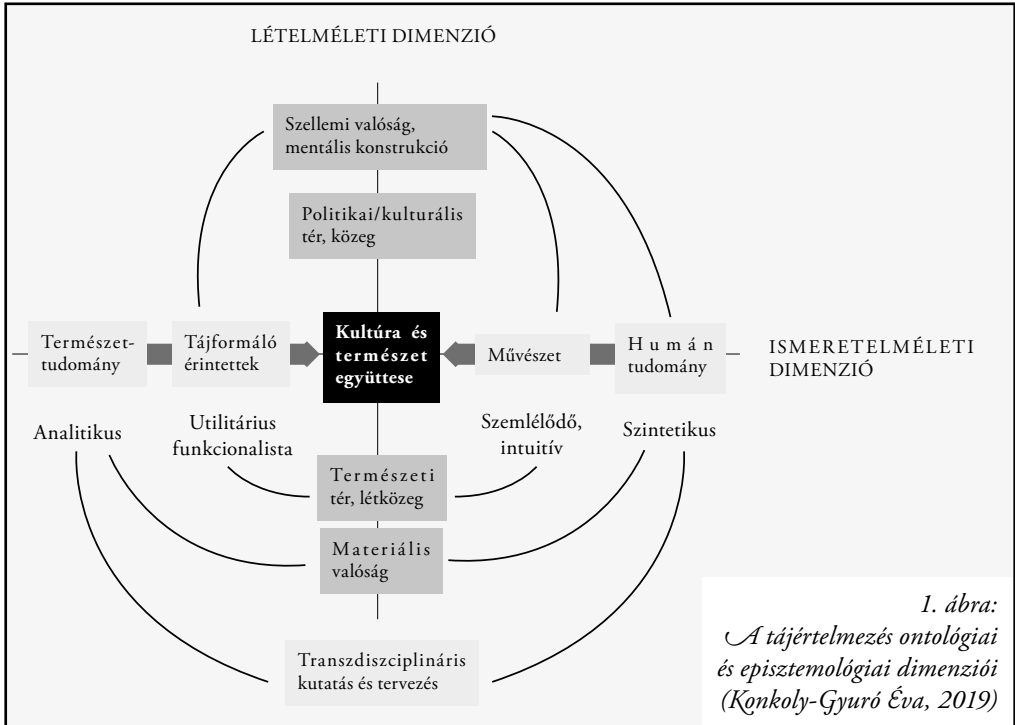 LÉTELMÉLETI DIMENZIÓ
Szellemi valóság,
mentális konstrukció
Politikai/kulturális
tér, közeg
Természet-
tudomány
Tájformáló
érintettek
Kultúra és
természet
együttese
Művészet
Humán
tudomány
ISMERETELMÉLETI
DIMENZIÓ
Analitikus
Utilitárius
funkcionalista
Szemlélődő,
intuitív
Szintetikus
Természeti
tér, létközeg
Materiális
valóság
Transzdiszciplináris
kutatás és tervezés
1. ábra:
A tájértelmezés ontológiai
és episztemológiai dimenziói
(Konkoly-Gyuró Éva, 2019)